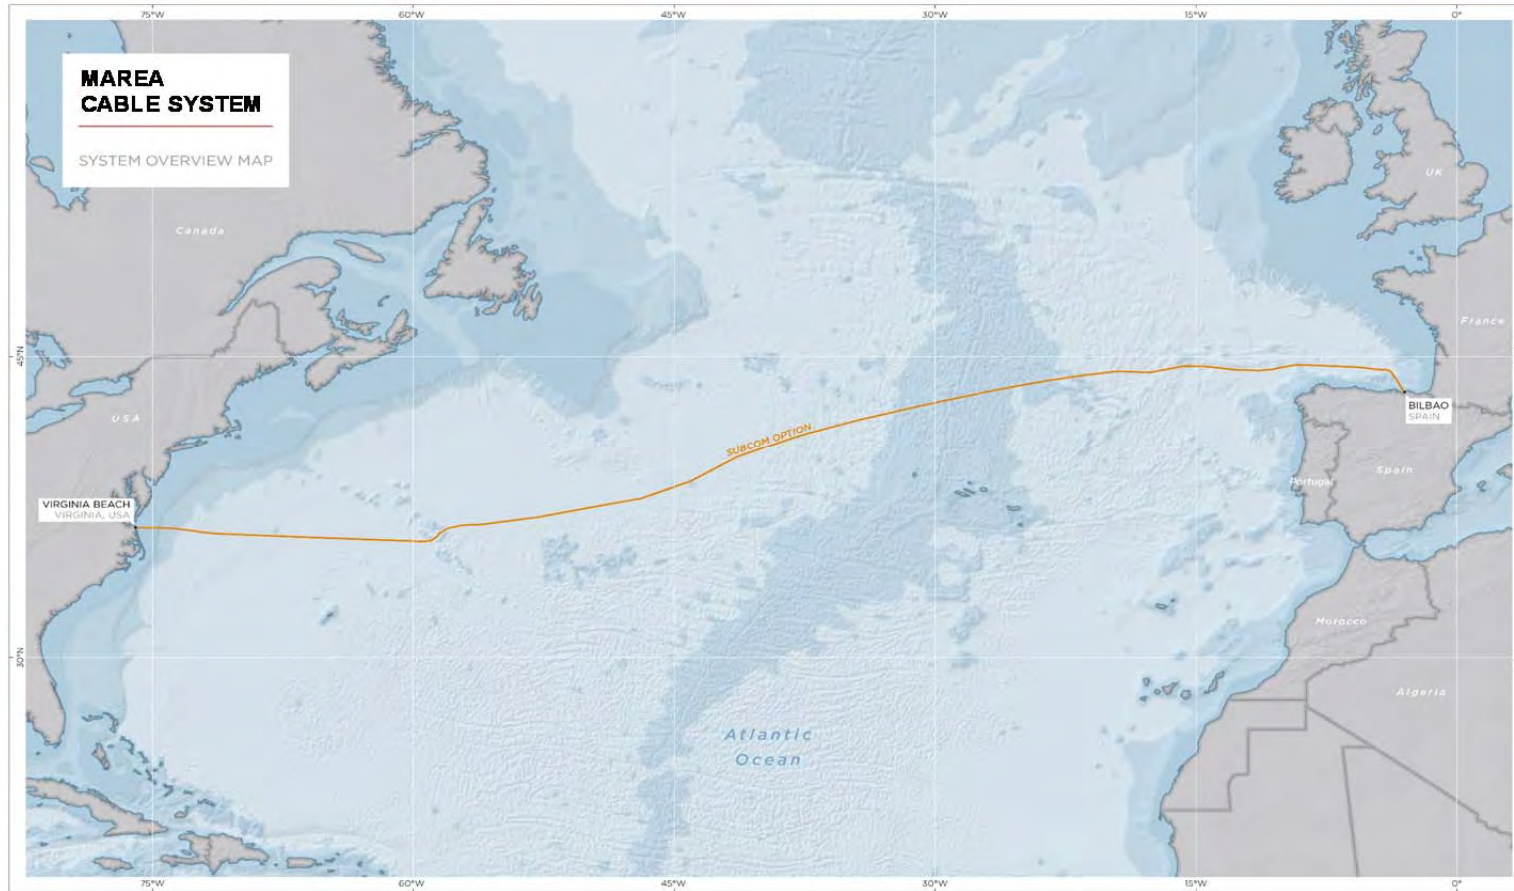 75°W 60°W 45°W 30°W 15°W 0°
MAREA
CABLE SYSTEM
SYSTEM OVERVIEW MAP
UK
Canada
France
45°N
BILBAO
SPAIN
USA
SUBCOM OPTION
Spain
Portugal
VIRGINIA BEACH
VIRGINIA, USA
Morocco
30°N
Algeria
Atlantic
Ocean
75°W 60°W 45°W 30°W 15°W 0°